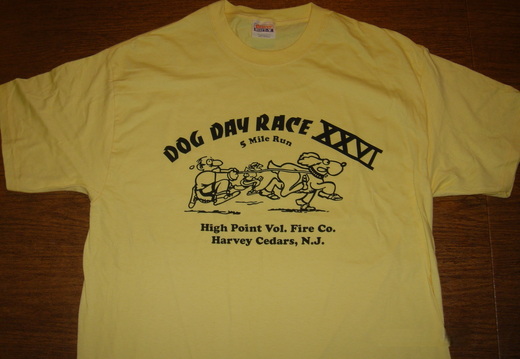 DOG DAY RACE XXVI
5 Mile Run
High Point Vol. Fire Co.
Harvey Cedars, N.J.